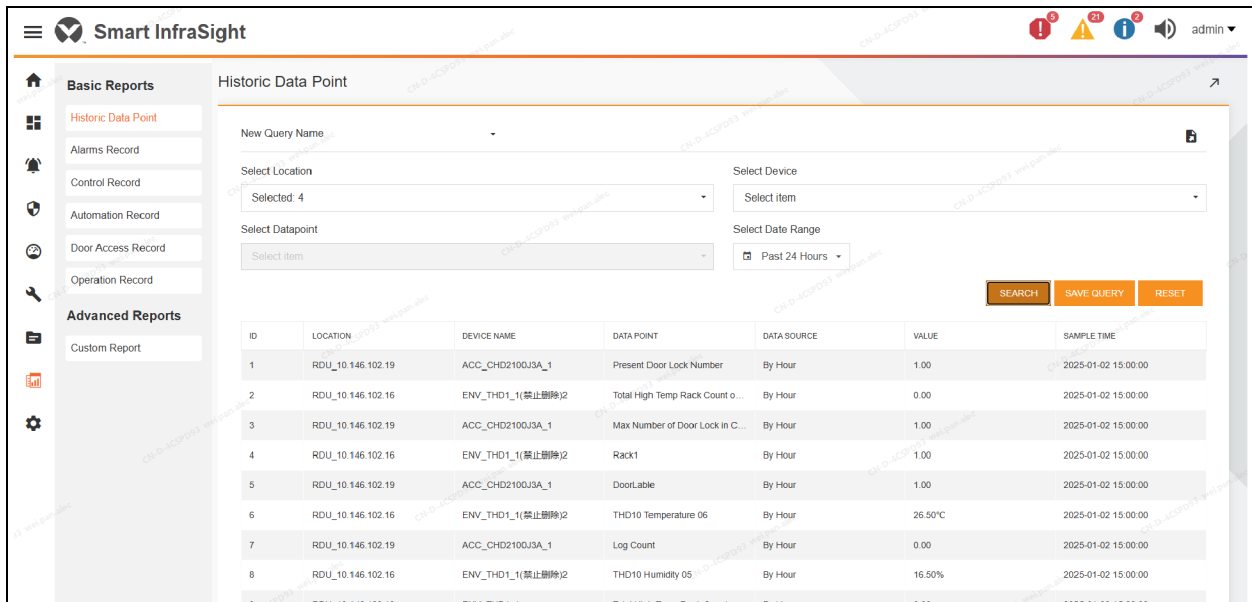 Smart InfraSight
5
21
2
admin
Basic Reports
Historic Data Point
Alarms Record
Control Record
Automation Record
Door Access Record
Operation Record
Advanced Reports
Custom Report
Historic Data Point
New Query Name
Select Location
Select Device
Selected: 4
Select item
Select Datapoint
Select Date Range
Select item
Past 24 Hours
SEARCH SAVE QUERY RESET
ID LOCATION DEVICE NAME DATA POINT DATA SOURCE VALUE SAMPLE TIME
1 RDU_10.146.102.19 ACC_CHD2100J3A_1 Present Door Lock Number By Hour 1.00 2025-01-02 15:00:00
2 RDU_10.146.102.16 ENV_THD1_1(禁止删除)2 Total High Temp Rack Count o... By Hour 0.00 2025-01-02 15:00:00
3 RDU_10.146.102.19 ACC_CHD2100J3A_1 Max Number of Door Lock in C... By Hour 1.00 2025-01-02 15:00:00
4 RDU_10.146.102.16 ENV_THD1_1(禁止删除)2 Rack1 By Hour 1.00 2025-01-02 15:00:00
5 RDU_10.146.102.19 ACC_CHD2100J3A_1 DoorLable By Hour 1.00 2025-01-02 15:00:00
6 RDU_10.146.102.16 ENV_THD1_1(禁止删除)2 THD10 Temperature 06 By Hour 26.50°C 2025-01-02 15:00:00
7 RDU_10.146.102.19 ACC_CHD2100J3A_1 Log Count By Hour 0.00 2025-01-02 15:00:00
8 RDU_10.146.102.16 ENV_THD1_1(禁止删除)2 THD10 Humidity 05 By Hour 16.50% 2025-01-02 15:00:00